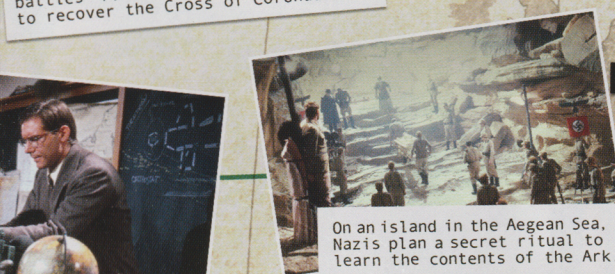 to recover the Cross of
On an island in the Aegean Sea,
Nazis plan a secret ritual to
learn the contents of the Ark